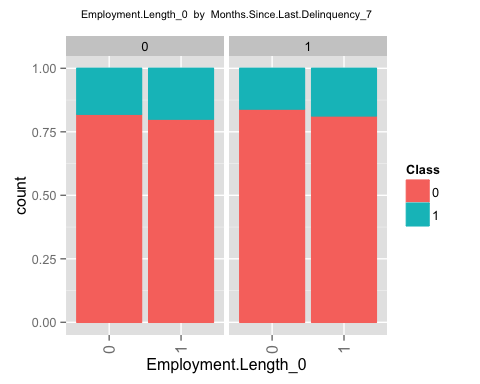 Employment.Length_0 by Months.Since.Last.Delinquency_7
0 1
1.00
0.75
0.50
0.25
0.00
count
0 1 0 1
Employment.Length_0
Class
0
1